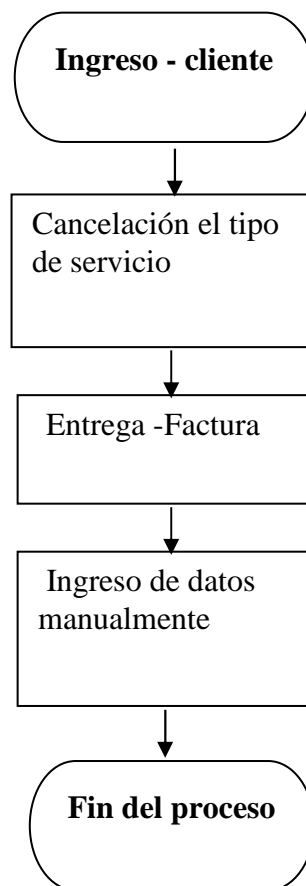 Ingreso - cliente
Cancelación el tipo
de servicio
Entrega -Factura
Ingreso de datos
manualmente
Fin del proceso